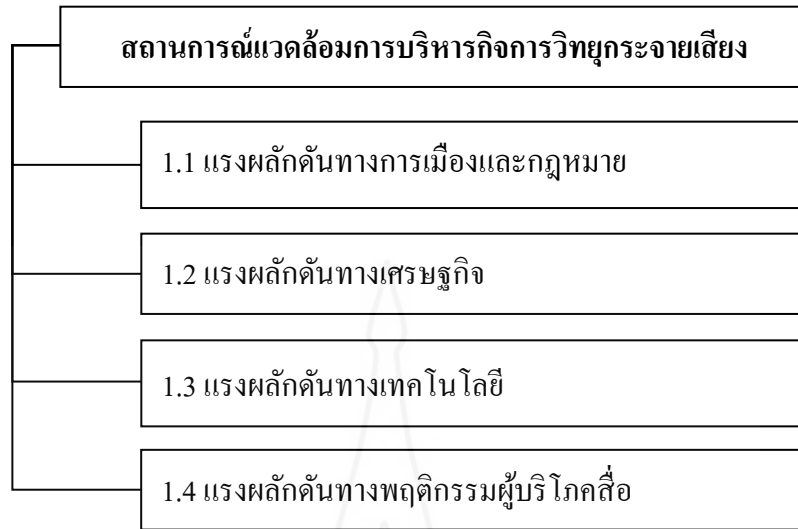 สถานการณ์แวดล้อมการบริหารกิจการวิทยุกระจายเสียง
1.1 แรงผลักดันทางการเมืองและกฎหมาย
1.2 แรงผลักดันทางเศรษฐกิจ
1.3 แรงผลักดันทางเทคโนโลยี
1.4 แรงผลักดันทางพฤติกรรมผู้บริโภคสื่อ